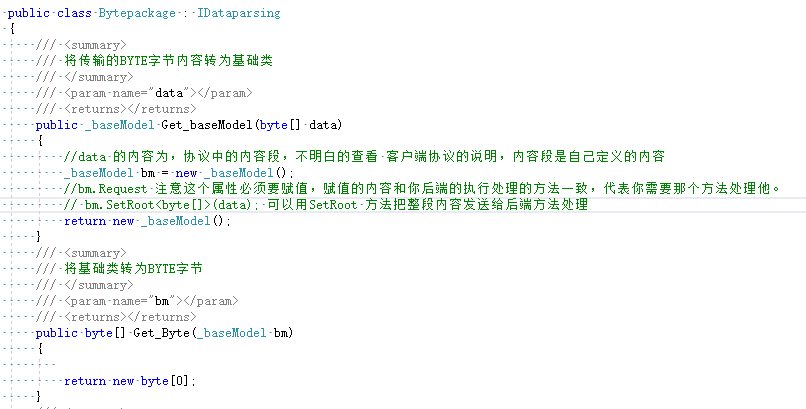 public class Bytepackage : IDataparsing
{
/// <summary>
/// 将传输的BYTE字节内容转为基础类
/// </summary>
/// <param name="data"></param>
/// <returns></returns>
public _baseModel Get_baseModel(byte[] data)
{
//data 的内容为，协议中的内容段，不明白的查看 客户端协议的说明，内容段是自己定义的内容
_baseModel bm = new _baseModel();
//bm.Request 注意这个属性必须要赋值，赋值的内容和你后端的执行处理的方法一致，代表你需要那个方法处理他。
// bm.SetRoot<byte[]>(data); 可以用SetRoot 方法把整段内容发送给后端方法处理
return new _baseModel();
}
/// <summary>
/// 将基础类转为BYTE字节
/// </summary>
/// <param name="bm"></param>
/// <returns></returns>
public byte[] Get_Byte(_baseModel bm)
{
return new byte[0];
}